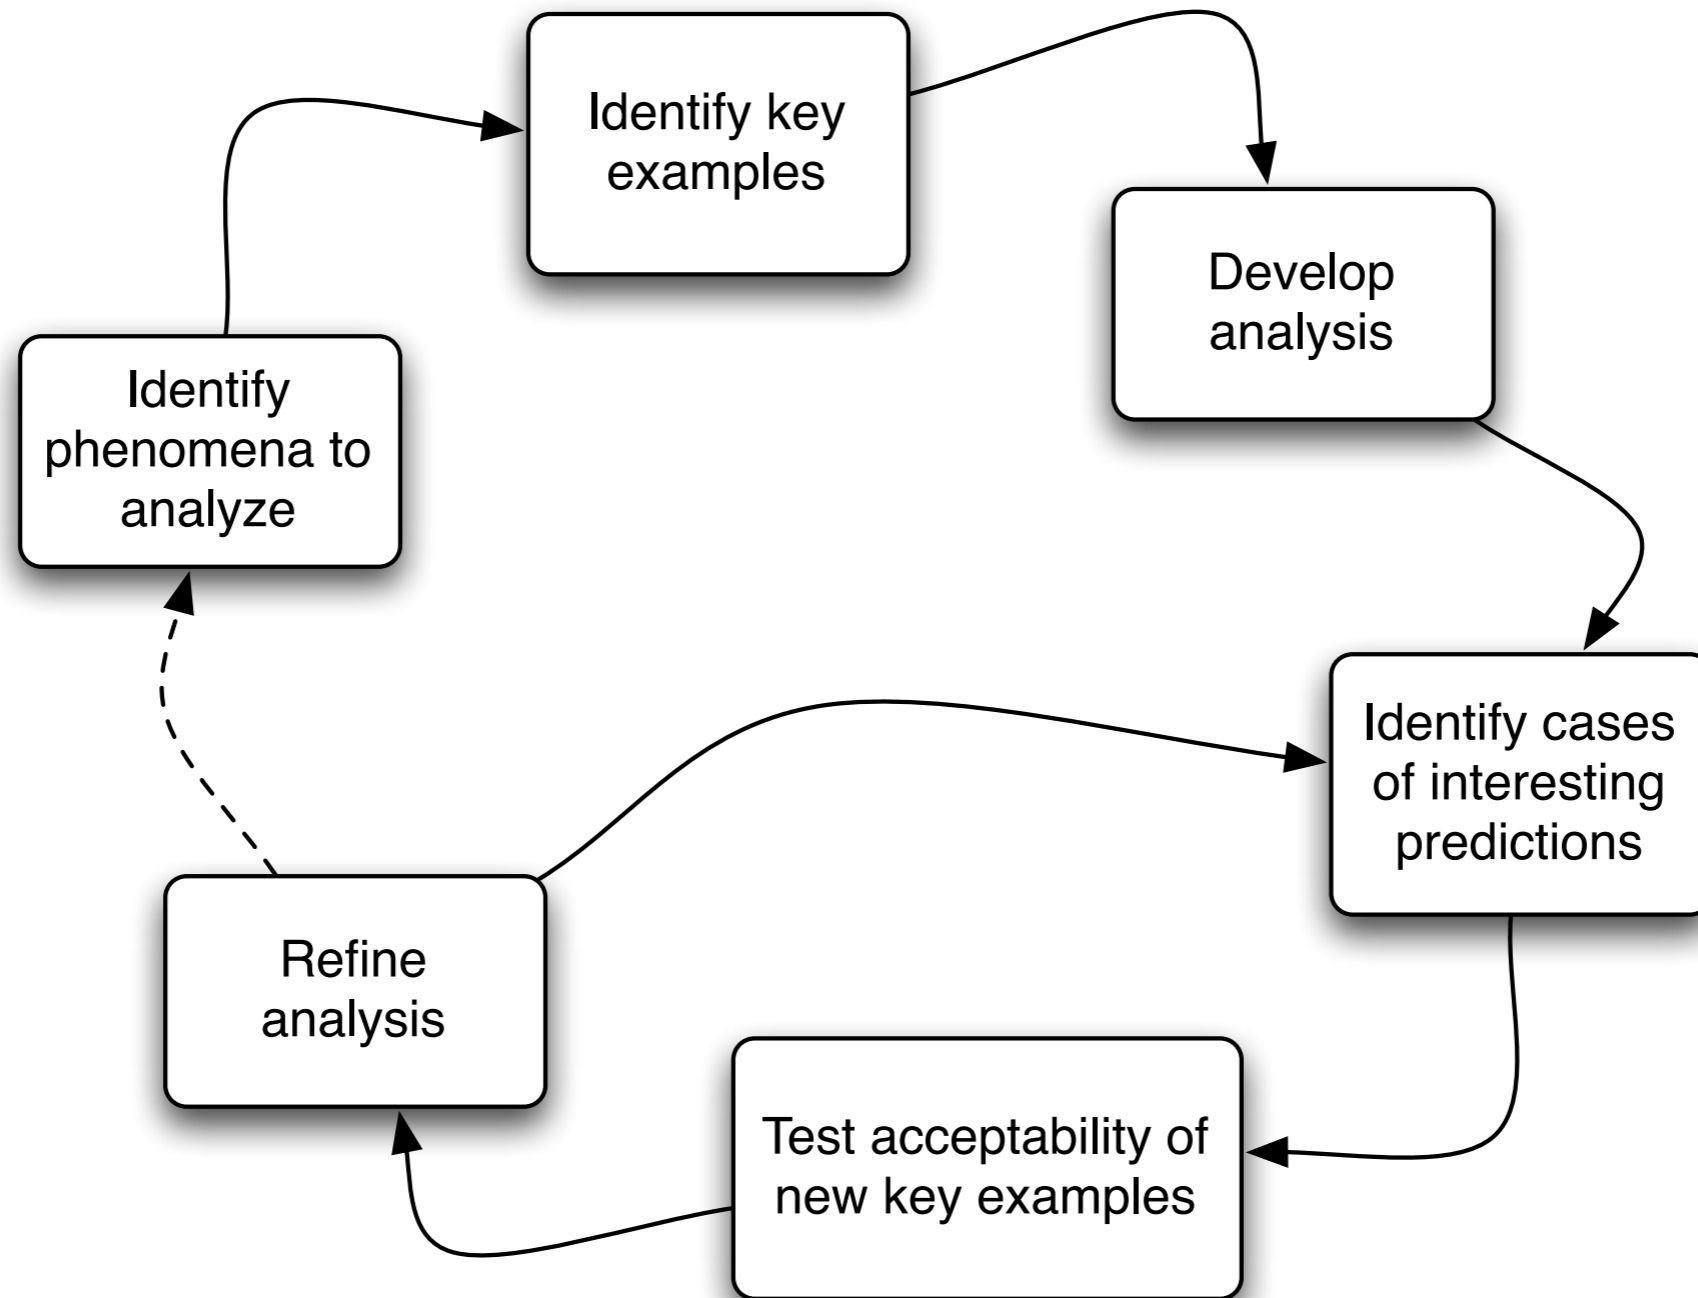 Identify key
examples
Develop
analysis
Identify
phenomena to
analyze
Identify cases
of interesting
predictions
Refine
analysis
Test acceptability of
new key examples